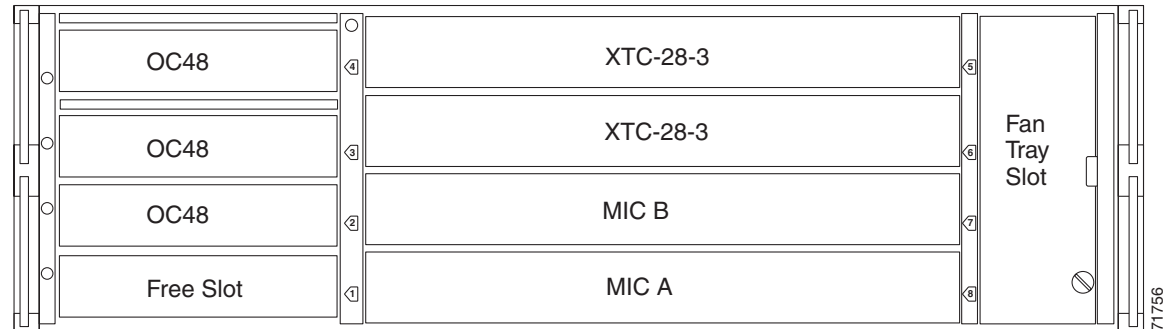 OC48
4
XTC-28-3
5
OC48
3
XTC-28-3
6
Fan
Tray
Slot
OC48
2
MIC B
7
Free Slot
1
MIC A
8
71756